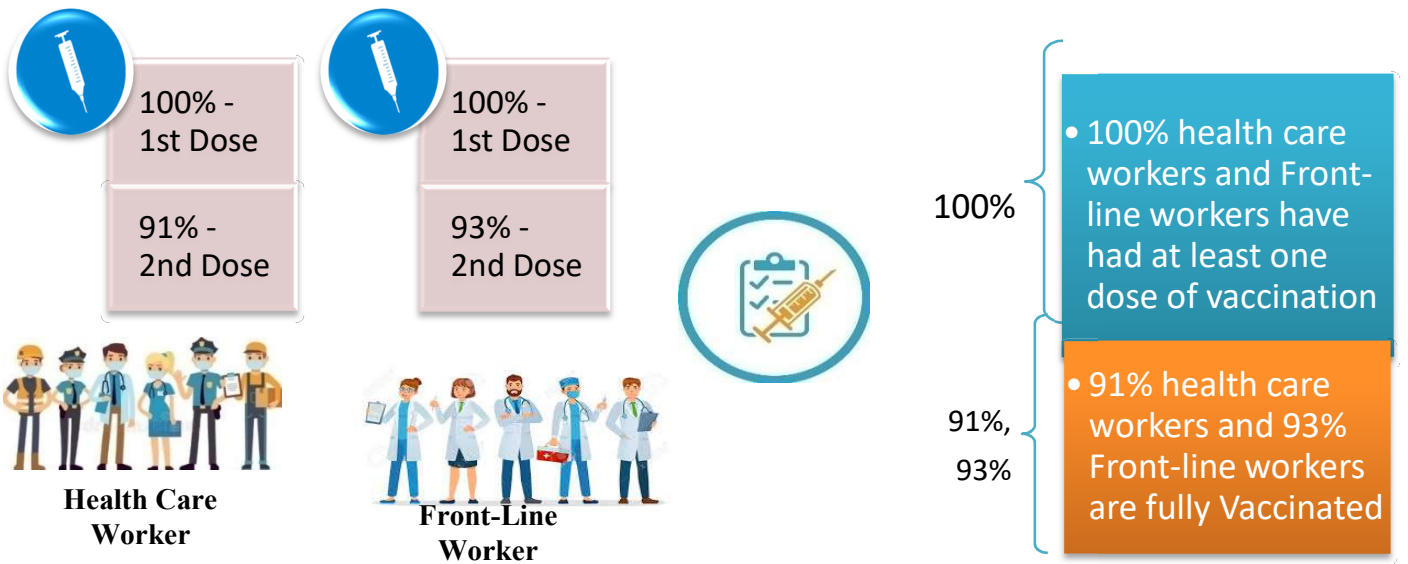 100% -
1st Dose
91% -
2nd Dose
Health Care
Worker
100% -
1st Dose
93% -
2nd Dose
Front-Line
Worker
100%
• 100% health care
workers and Front-
line workers have
had at least one
dose of vaccination
91%,
93%
• 91% health care
workers and 93%
Front-line workers
are fully Vaccinated